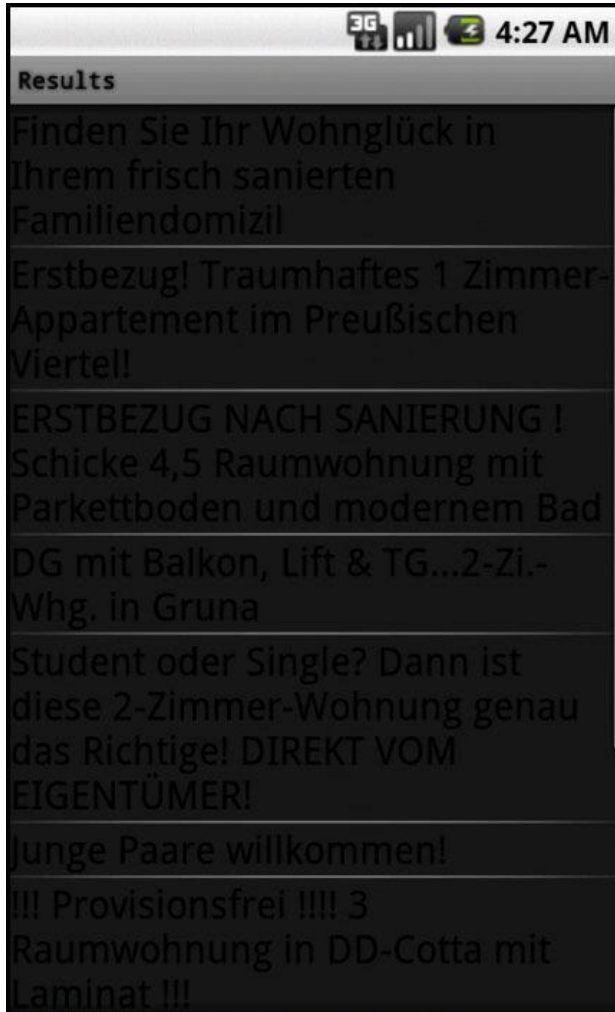 3G 4:27 AM
Results
Finden Sie Ihr Wohnglück in
Ihrem frisch sanierten
Familiendomizil
Erstbezug! Traumhaftes 1 Zimmer-
Appartement im Preußischen
Viertel!
ERSTBEZUG NACH SANIERUNG !
Schicke 4,5 Raumwohnung mit
Parkettboden und modernem Bad
DG mit Balkon, Lift & TG...2-Zi.-
Whg. in Gruna
Student oder Single? Dann ist
diese 2-Zimmer-Wohnung genau
das Richtige! DIREKT VOM
EIGENTÜMER!
Junge Paare willkommen!
!!! Provisionsfrei !!!! 3
Raumwohnung in DD-Cotta mit
Laminat !!!